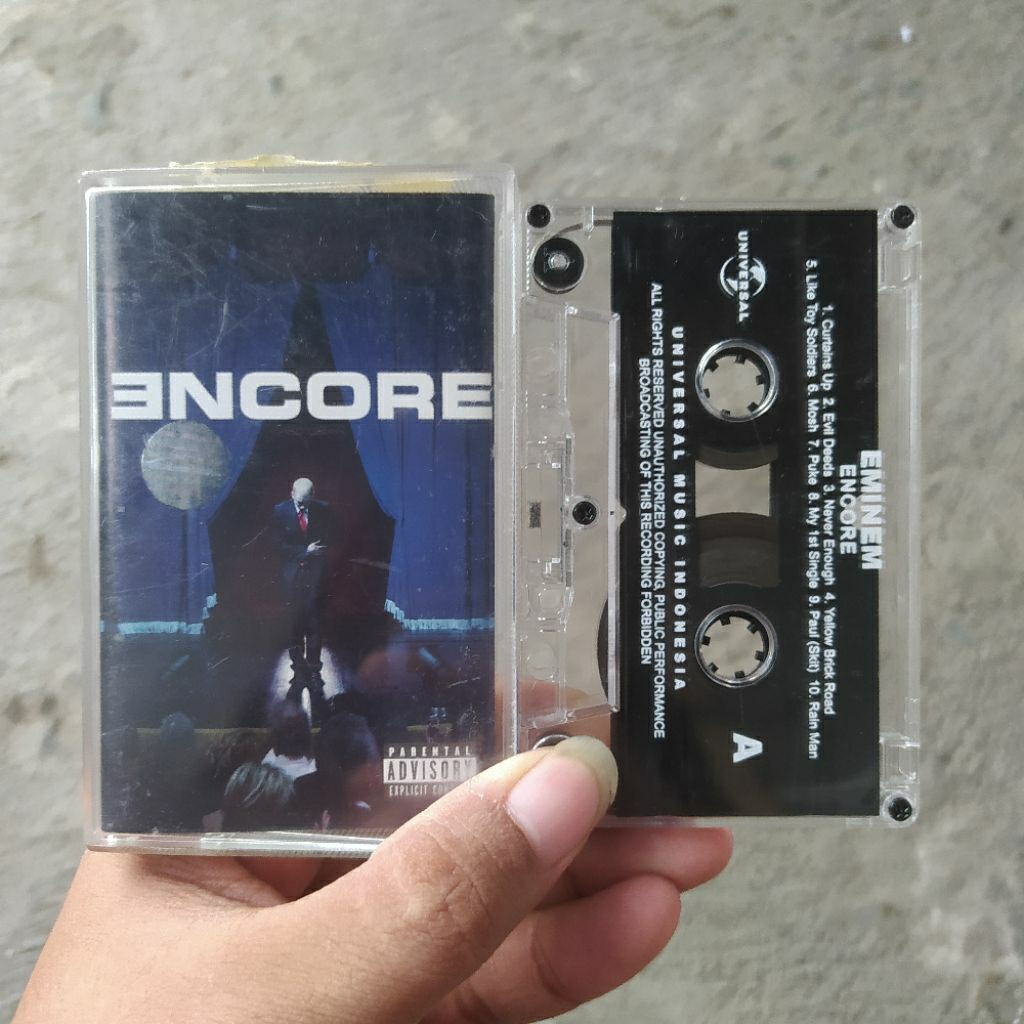 ƎNCORE
PARENTAL
ADVISORY
EXPLICIT
EMINEM
ENCORE
1. Curtains Up 2. Evil Deeds 3. Never Enough 4. Yellow Brick Road
5. Like Toy Soldiers 6. Mosh 7. Puke 8. My 1st Single 9. Paul (Skit) 10. Rain Man
UNIVERSAL
A
UNIVERSAL MUSIC INDONESIA
ALL RIGHTS RESERVED UNAUTHORIZED COPYING, PUBLIC PERFORMANCE
BROADCASTING OF THIS RECORDING FORBIDDEN